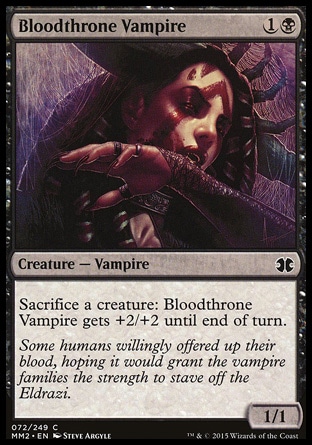 Bloodthrone Vampire 1
Creature — Vampire
Sacrifice a creature: Bloodthrone
Vampire gets +2/+2 until end of turn.
Some humans willingly offered up their
blood, hoping it would grant the vampire
families the strength to stave off the
Eldrazi.
1/1
072/249 C
MM2 • EN STEVE ARGYLE
™ & © 2015 Wizards of the Coast